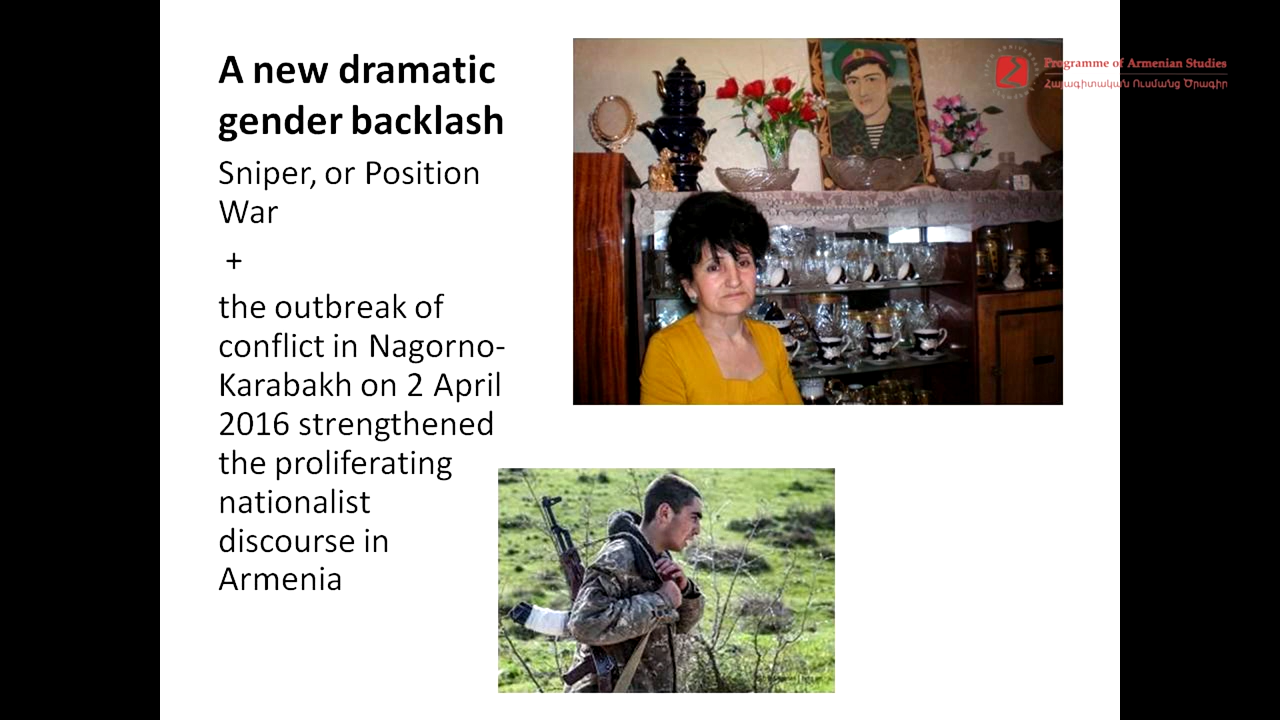 A new dramatic
gender backlash
Sniper, or Position
War
+
the outbreak of
conflict in Nagorno-
Karabakh on 2 April
2016 strengthened
the proliferating
nationalist
discourse in
Armenia
Programme of Armenian Studies
Հայագիտական Ուսմանց Ծրագիր